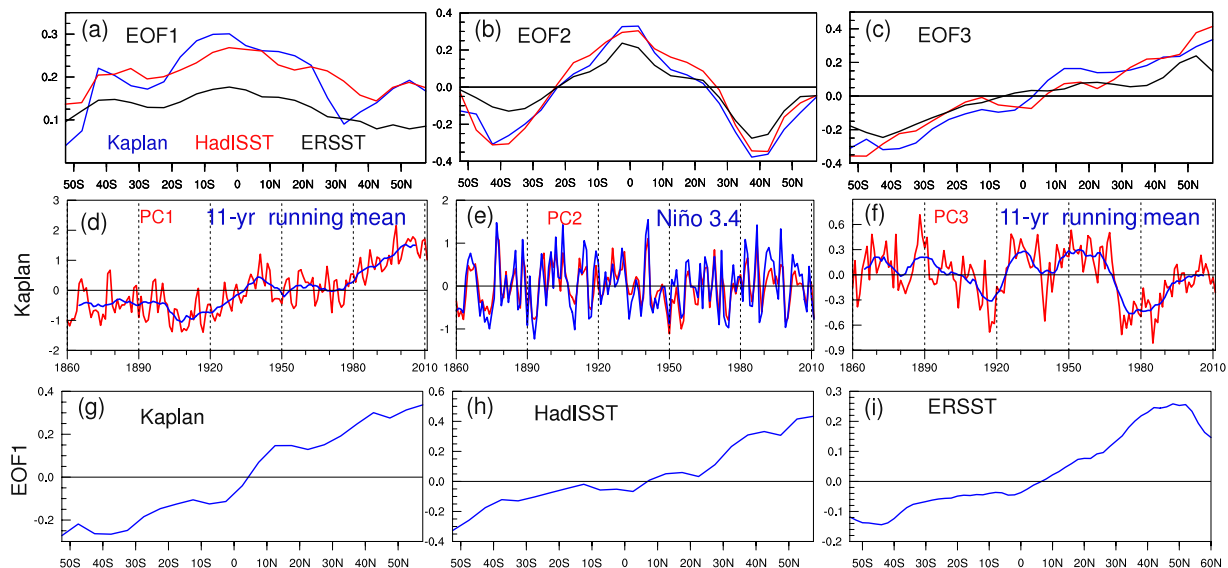 (a) EOF1
0.3
0.2
0.1
Kaplan HadISST ERSST
50S 40S 30S 20S 10S 0 10N 20N 30N 40N 50N
(b) EOF2
0.4
0.2
0.0
-0.2
-0.4
50S 40S 30S 20S 10S 0 10N 20N 30N 40N 50N
(c) EOF3
0.4
0.2
0.0
-0.2
-0.4
50S 40S 30S 20S 10S 0 10N 20N 30N 40N 50N
Kaplan
(d) PC1 11-yr running mean
3
2
1
0
-1
-2
1860 1890 1920 1950 1980 2010
(e) PC2 Niño 3.4
2
1
0
-1
1860 1890 1920 1950 1980 2010
(f) PC3 11-yr running mean
0.6
0.3
0.0
-0.3
-0.6
-0.9
1860 1890 1920 1950 1980 2010
EOF1
(g) Kaplan
0.4
0.2
0.0
-0.2
50S 40S 30S 20S 10S 0 10N 20N 30N 40N 50N
(h) HadISST
0.6
0.4
0.2
0.0
-0.2
-0.4
50S 40S 30S 20S 10S 0 10N 20N 30N 40N 50N
(i) ERSST
0.3
0.2
0.1
0.0
-0.1
-0.2
50S 40S 30S 20S 10S 0 10N 20N 30N 40N 50N 60N